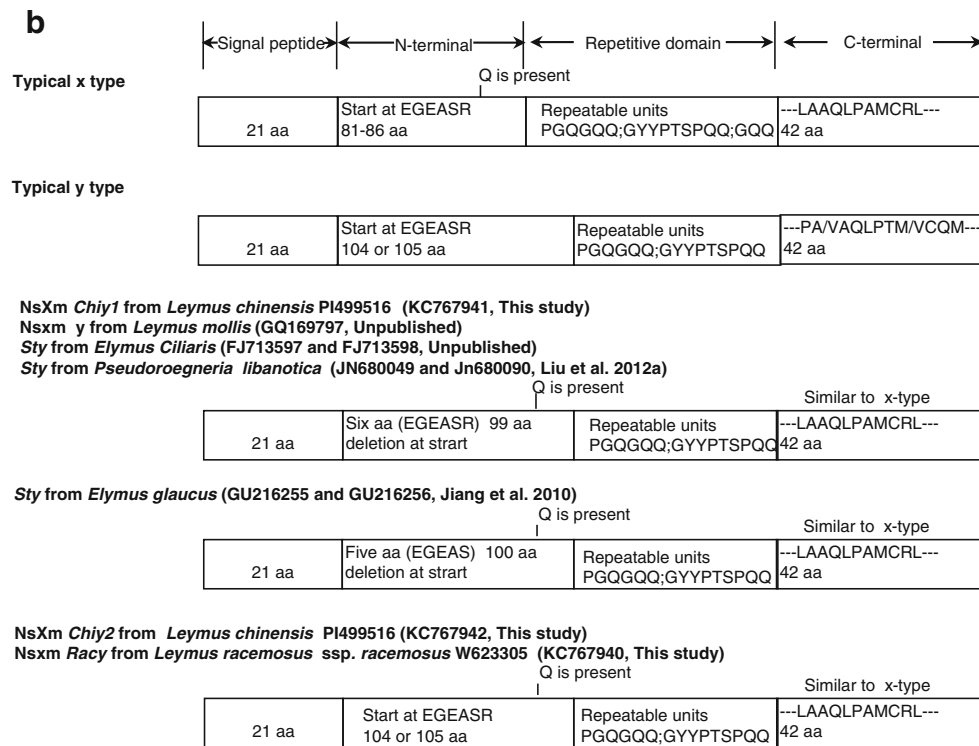 b
Signal peptide N-terminal Repetitive domain C-terminal
Typical x type
Q is present
21 aa
Start at EGEASR
81-86 aa
Repeatable units
PGQGQQ;GYYPTSPQQ;GQQ
---LAAQLPAMCRL---
42 aa
Typical y type
21 aa
Start at EGEASR
104 or 105 aa
Repeatable units
PGQGQQ;GYYPTSPQQ
---PA/VAQLPTM/VCQM---
42 aa
NsXm Chiy1 from Leymus chinensis PI499516 (KC767941, This study)
Nsxm y from Leymus mollis (GQ169797, Unpublished)
Sty from Elymus Ciliaris (FJ713597 and FJ713598, Unpublished)
Sty from Pseudoroegneria libanotica (JN680049 and Jn680090, Liu et al. 2012a)
Q is present
Similar to x-type
21 aa
Six aa (EGEASR) 99 aa
deletion at strart
Repeatable units
PGQGQQ;GYYPTSPQQ
---LAAQLPAMCRL---
42 aa
Sty from Elymus glaucus (GU216255 and GU216256, Jiang et al. 2010)
Q is present
Similar to x-type
21 aa
Five aa (EGEAS) 100 aa
deletion at strart
Repeatable units
PGQGQQ;GYYPTSPQQ
---LAAQLPAMCRL---
42 aa
NsXm Chiy2 from Leymus chinensis PI499516 (KC767942, This study)
Nsxm Racy from Leymus racemosus ssp. racemosus W623305 (KC767940, This study)
Q is present
Similar to x-type
21 aa
Start at EGEASR
104 or 105 aa
Repeatable units
PGQGQQ;GYYPTSPQQ
---LAAQLPAMCRL---
42 aa